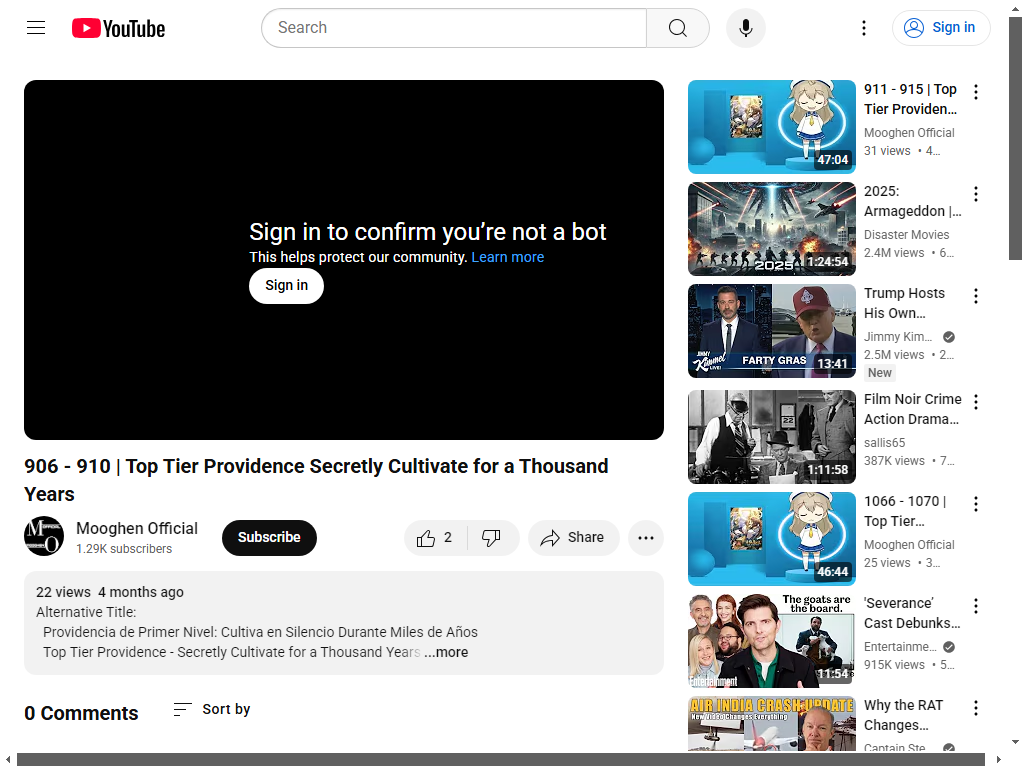 YouTube
Search
Sign in
Sign in to confirm you're not a bot
This helps protect our community. Learn more
Sign in
906 - 910 | Top Tier Providence Secretly Cultivate for a Thousand
Years
Mooghen Official
1.29K subscribers
Subscribe
2
Share
22 views 4 months ago
Alternative Title:
Providencia de Primer Nivel: Cultiva en Silencio Durante Miles de Años
Top Tier Providence - Secretly Cultivate for a Thousand Years ...more
0 Comments
Sort by
47:04
911 - 915 | Top
Tier Providen...
Mooghen Official
31 views • 4...
2025
1:24:54
2025:
Armageddon |...
Disaster Movies
2.4M views • 6...
JIMMY
Kimmel
LIVE!
FARTY GRAS
13:41
Trump Hosts
His Own...
Jimmy Kim...
2.5M views • 2...
New
22
1:11:58
Film Noir Crime
Action Drama...
sallis65
387K views • 7...
46:44
1066 - 1070 |
Top Tier...
Mooghen Official
25 views • 3...
The goats are
the board.
Entertainment
11:54
'Severance'
Cast Debunks...
Entertainme...
915K views • 5...
AIR INDIA CRASH UPDATE
New Video Changes Everything
Why the RAT
Changes...
Captain Ste...